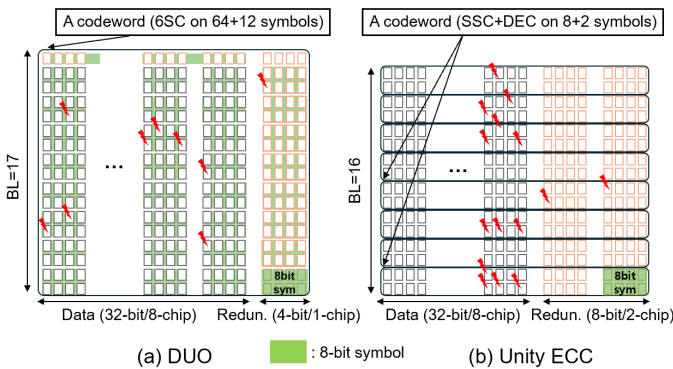 A codeword (6SC on 64+12 symbols)
A codeword (SSC+DEC on 8+2 symbols)
BL=17
...
8bit
sym
Data (32-bit/8-chip)
Redun. (4-bit/1-chip)
(a) DUO
BL=16
...
8bit
sym
Data (32-bit/8-chip)
Redun. (8-bit/2-chip)
(b) Unity ECC
: 8-bit symbol